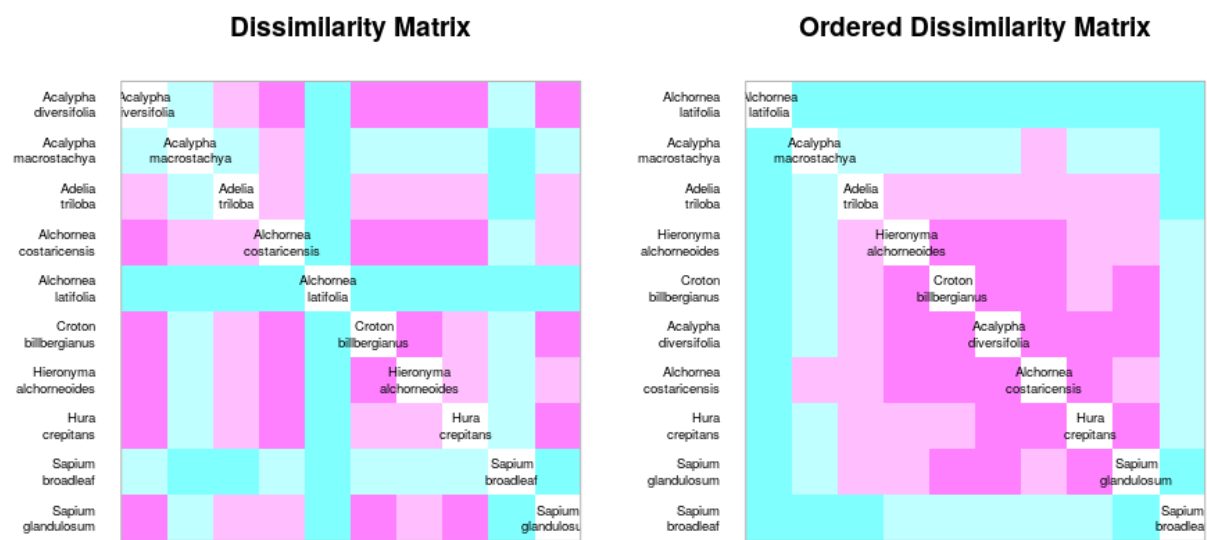 Dissimilarity Matrix
Acalypha
diversifolia
Acalypha
macrostachya
Adelia
triloba
Alchornea
costaricensis
Alchornea
latifolia
Croton
billbergianus
Hieronyma
alchorneoides
Hura
crepitans
Sapium
broadleaf
Sapium
glandulosum
Acalypha
iversifolia
Acalypha
macrostachya
Adelia
triloba
Alchornea
costaricensis
Alchornea
latifolia
Croton
billbergianus
Hieronyma
alchorneoides
Hura
crepitans
Sapium
broadleaf
Sapium
glandulosu
Ordered Dissimilarity Matrix
Alchornea
latifolia
Acalypha
macrostachya
Adelia
triloba
Hieronyma
alchorneoides
Croton
billbergianus
Acalypha
diversifolia
Alchornea
costaricensis
Hura
crepitans
Sapium
glandulosum
Sapium
broadleaf
Alchornea
latifolia
Acalypha
macrostachya
Adelia
triloba
Hieronyma
alchorneoides
Croton
billbergianus
Acalypha
diversifolia
Alchornea
costaricensis
Hura
crepitans
Sapium
glandulosum
Sapium
broadlea